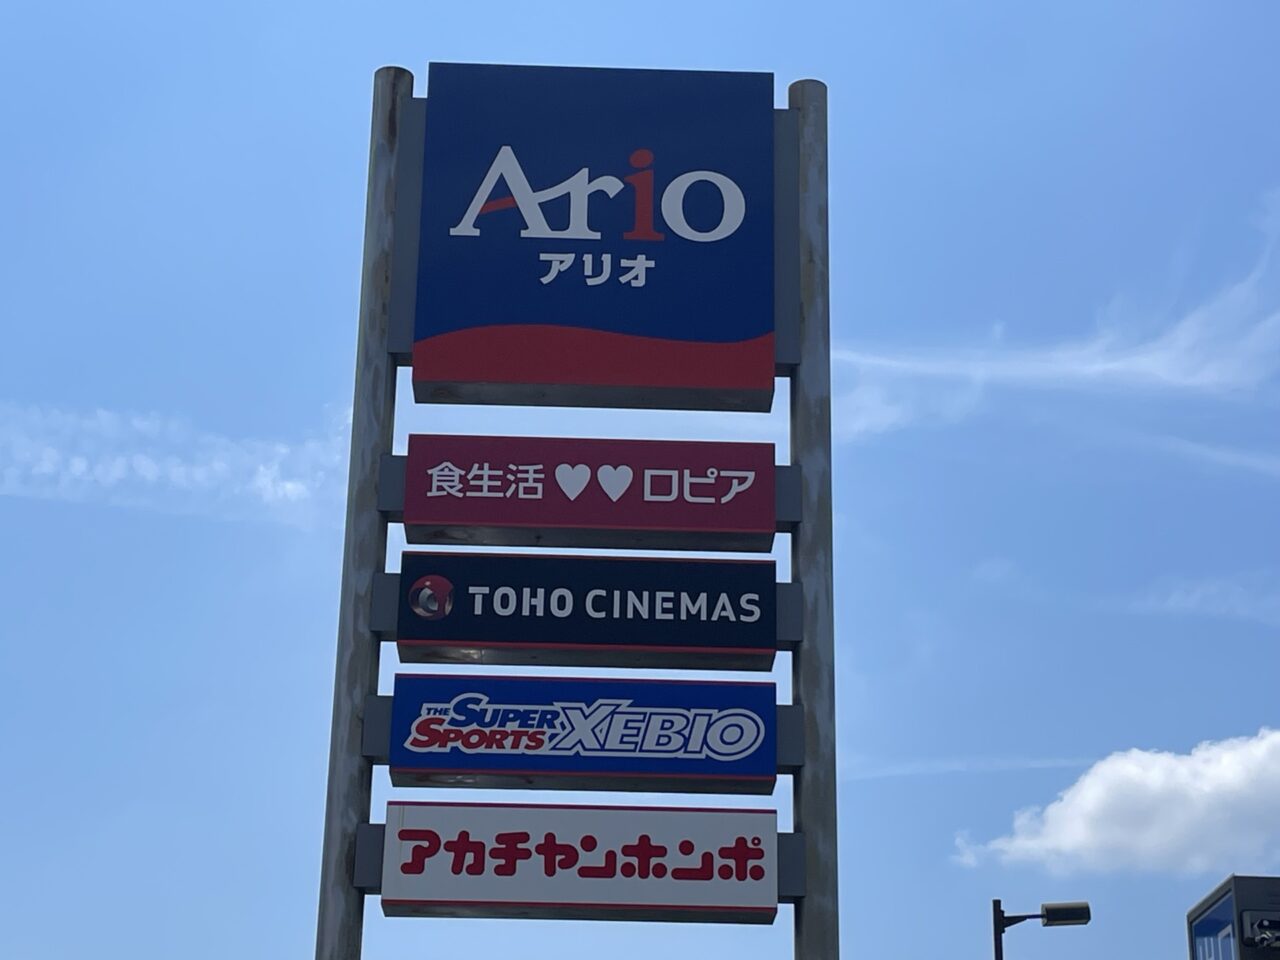 Ario
アリオ
食生活♥♥ロピア
TOHO CINEMAS
THE SUPER SPORTS XEBIO
アカチャンホンポ